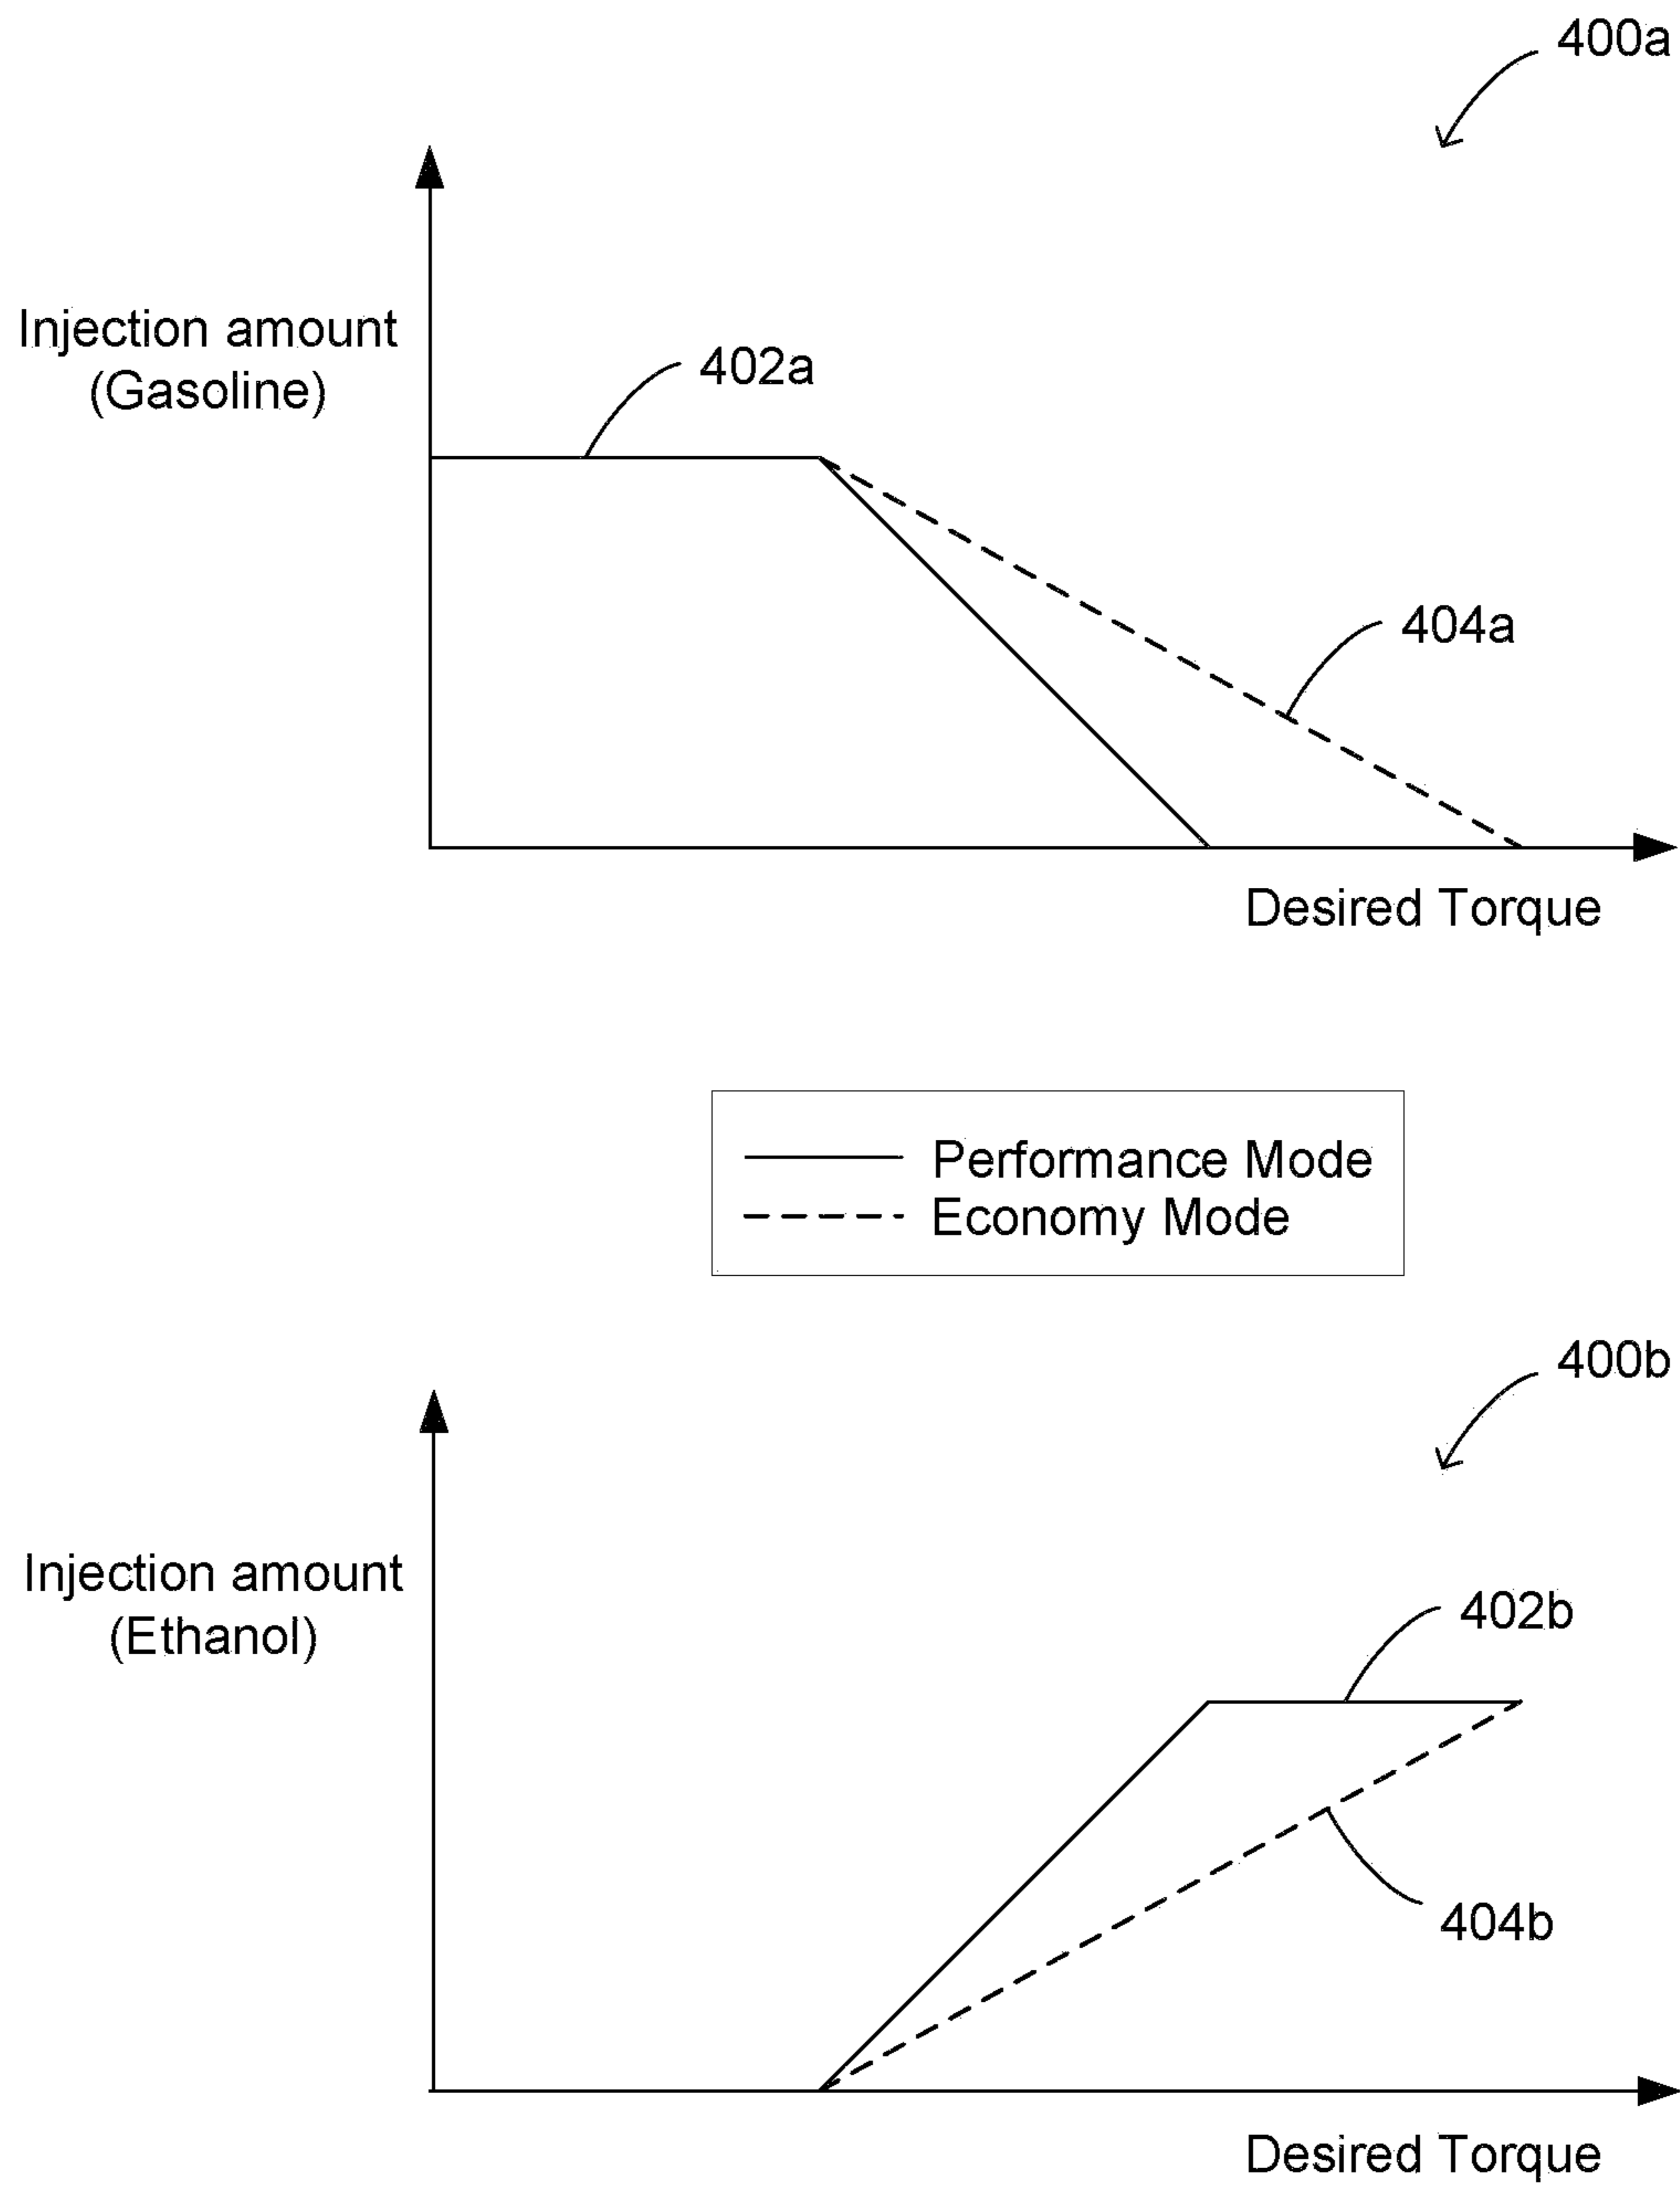 400a
Injection amount
(Gasoline)
402a
404a
Desired Torque
Performance Mode
Economy Mode
400b
Injection amount
(Ethanol)
402b
404b
Desired Torque